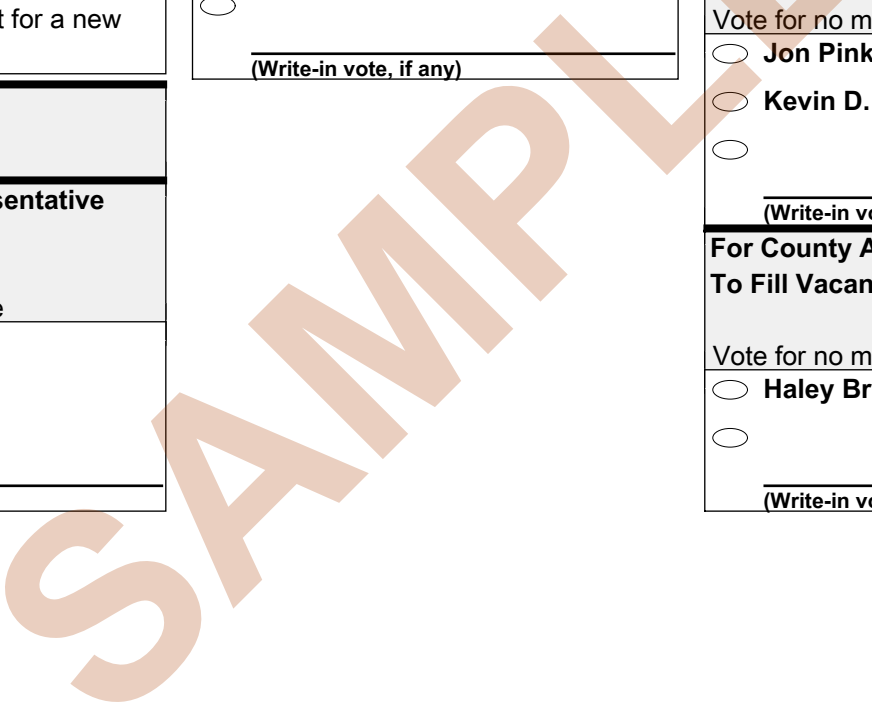 t for a new
sentative
e
(Write-in vote, if any)
Vote for no m
Jon Pink
Kevin D.
(Write-in vo
For County A
To Fill Vacan
Vote for no m
Haley Br
(Write-in vo
SAMPLE